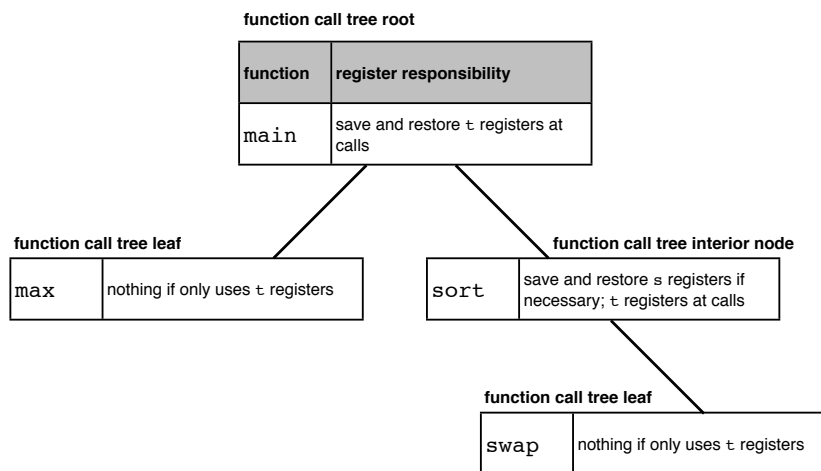 function call tree root
function register responsibility
main save and restore t registers at
calls
function call tree leaf
max nothing if only uses t registers
function call tree interior node
sort save and restore s registers if
necessary; t registers at calls
function call tree leaf
swap nothing if only uses t registers